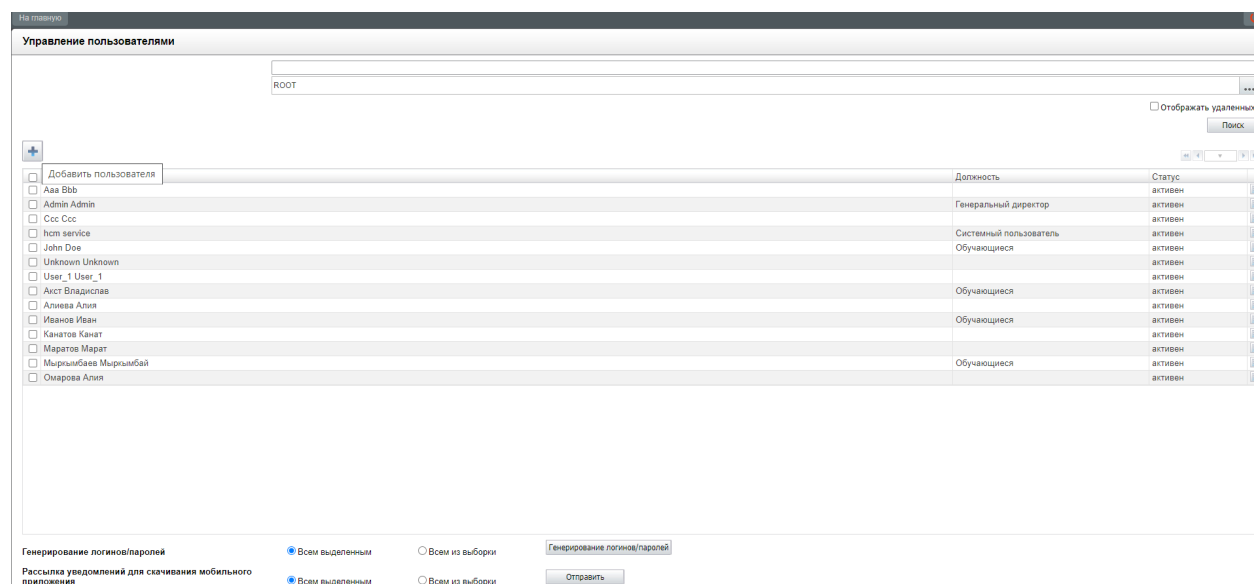 На главную
Управление пользователями
ROOT
...
Отображать удаленных
Поиск
Добавить пользователя
Должность Статус
Aaa Bbb активен
Admin Admin Генеральный директор активен
Ccc Ccc активен
hcm service Системный пользователь активен
John Doe Обучающиеся активен
Unknown Unknown активен
User_1 User_1 активен
Акст Владислав Обучающиеся активен
Алиева Алия активен
Иванов Иван Обучающиеся активен
Канатов Канат активен
Маратов Марат активен
Мыркымбаев Мыркымбай Обучающиеся активен
Омарова Алия активен
Генерирование логинов/паролей Всем выделенным Всем из выборки Генерирование логинов/паролей
Рассылка уведомлений для скачивания мобильного
приложения Всем выделенным Всем из выборки Отправить